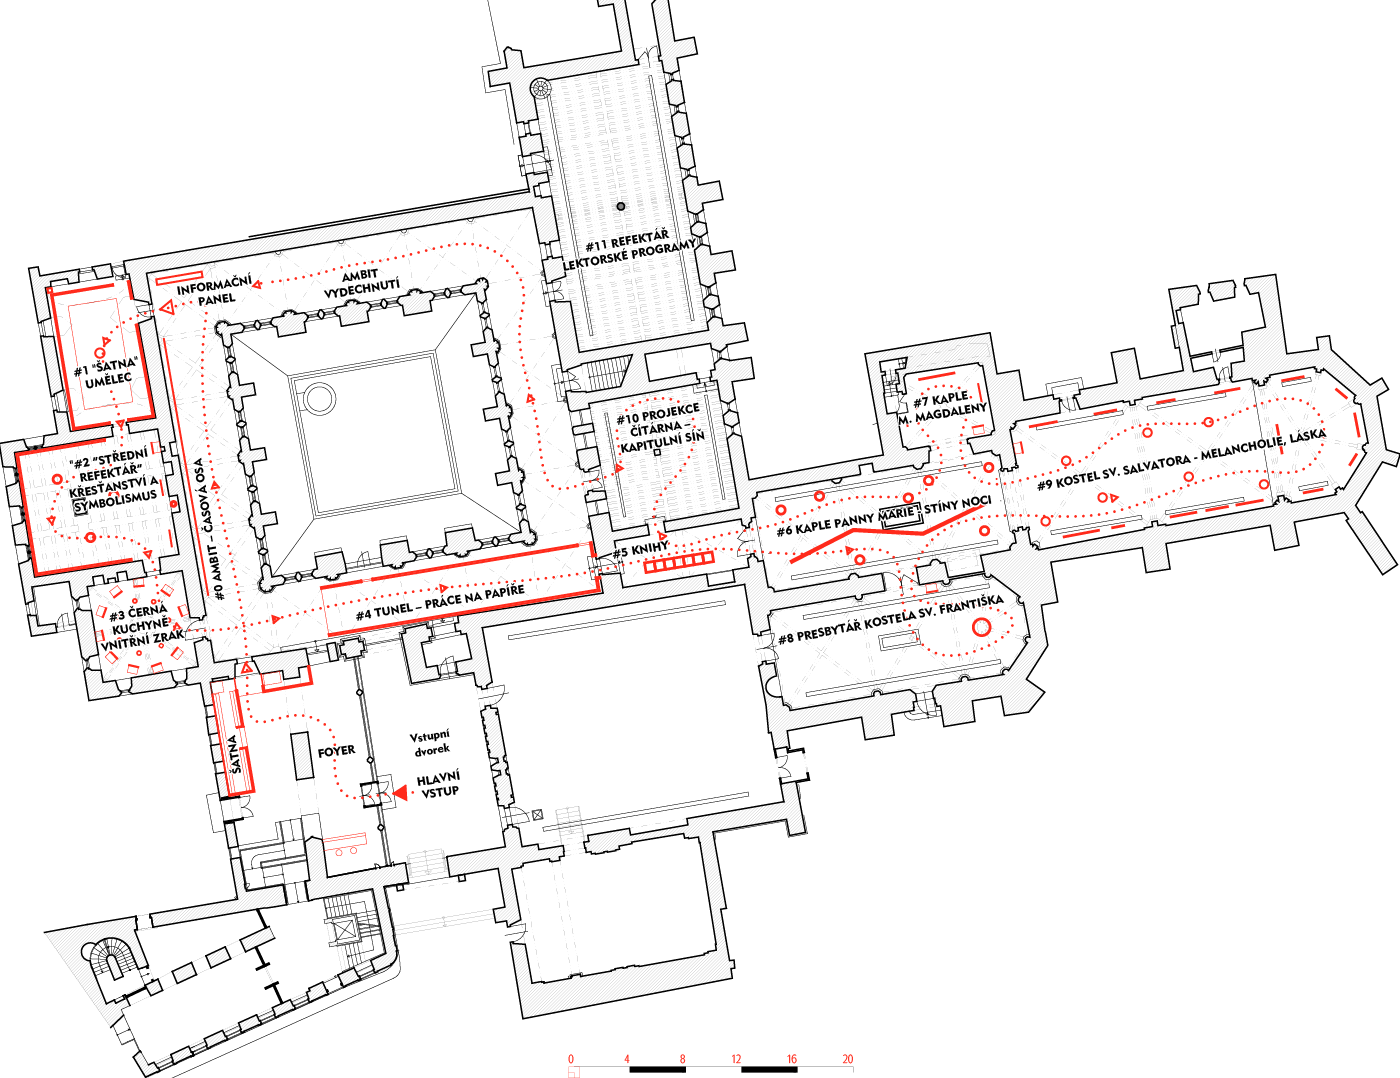 #11 REFEKTÁŘ
LEKTORSKÉ PROGRAMY
AMBIT
VYDECHNUTÍ
INFORMAČNÍ
PANEL
#1 "ŠATNA"
UMĚLEC
"#2 "STŘEDNÍ
REFEKTÁŘ"
KŘESŤANSTVÍ A
SYMBOLISMUS
#0 AMBIT – ČASOVÁ OSA
#3 ČERNÁ
KUCHYNĚ
VNITŘNÍ ZRAK
#4 TUNEL – PRÁCE NA PAPÍŘE
#5 KNIHY
#10 PROJEKCE
ČÍTÁRNA –
KAPITULNÍ SÍŇ
#7 KAPLE
M. MAGDALENY
#6 KAPLE PANNY MARIE - STÍNY NOCI
#9 KOSTEL SV. SALVATORA - MELANCHOLIE, LÁSKA
#8 PRESBYTÁŘ KOSTELA SV. FRANTIŠKA
ŠATNA
FOYER
Vstupní
dvorek
HLAVNÍ
VSTUP
0 4 8 12 16 20